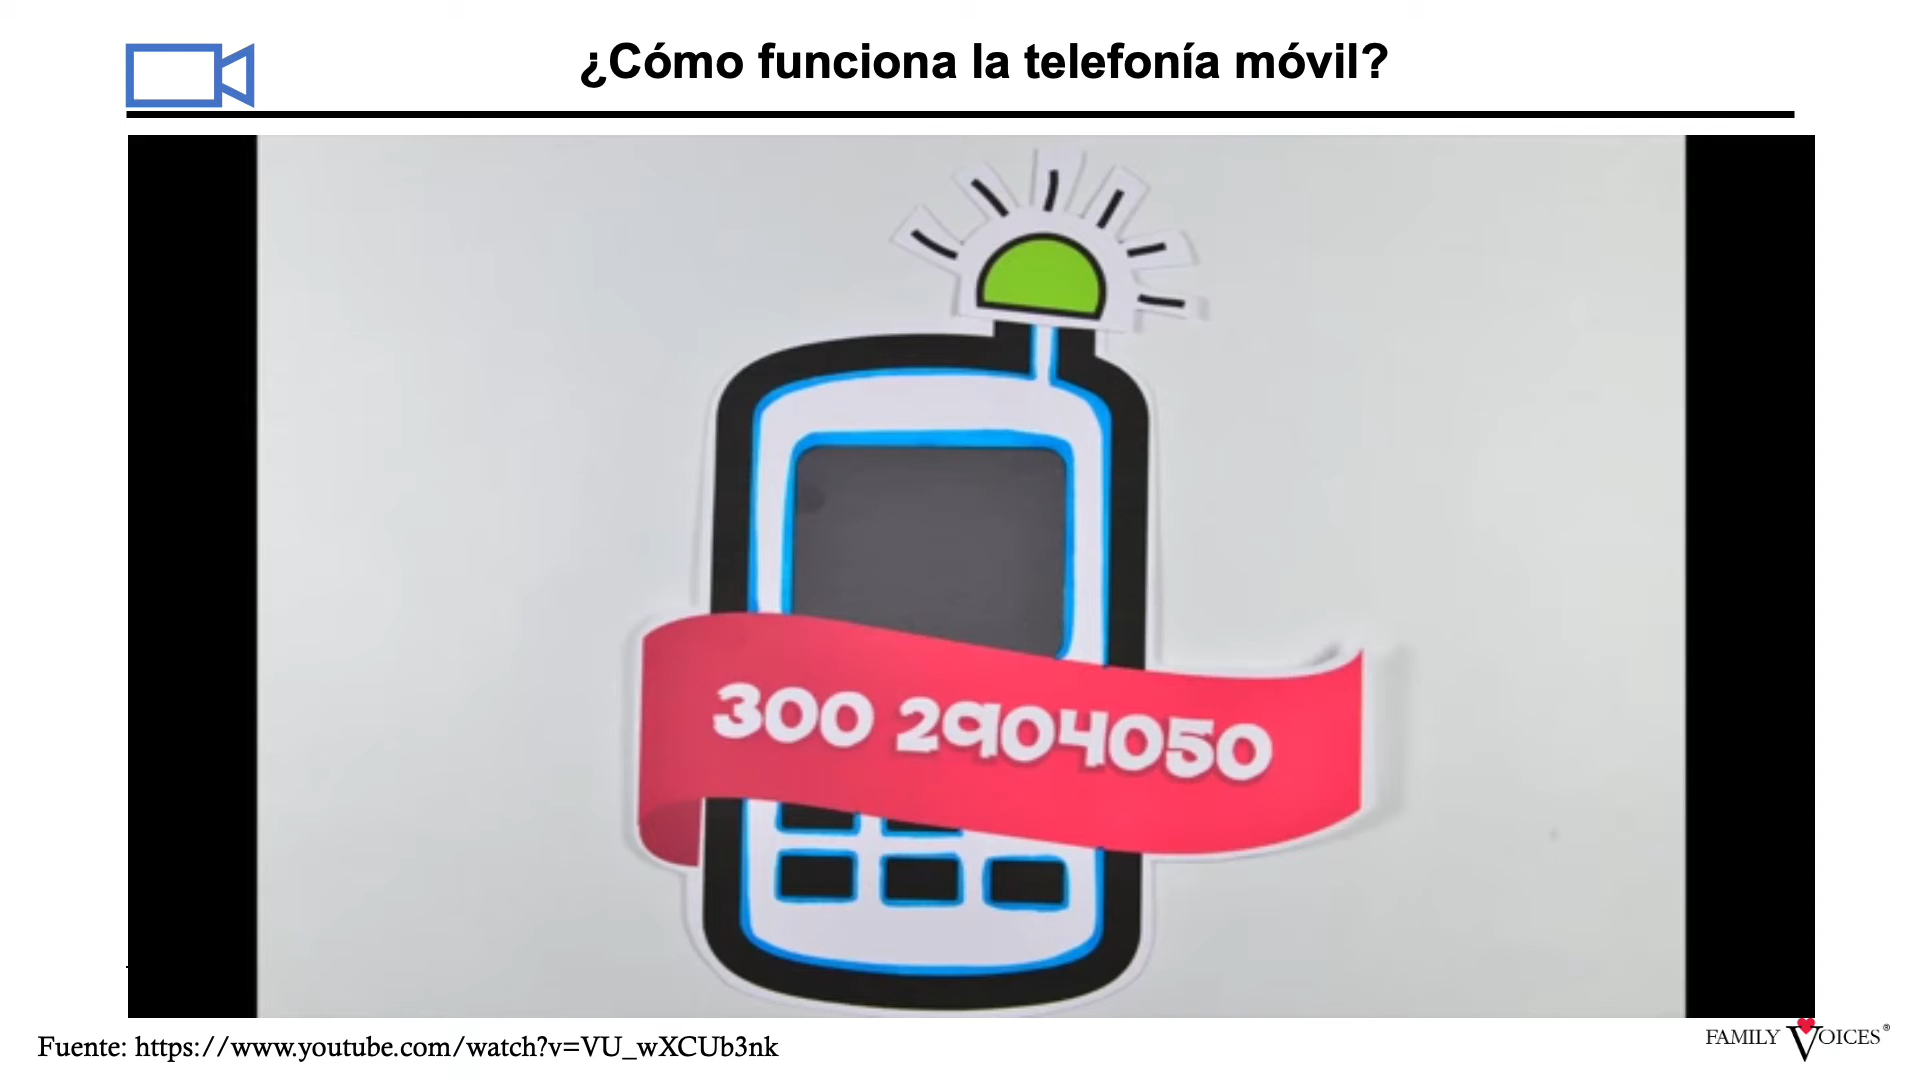 ¿Cómo funciona la telefonía móvil?
300 2904050
Fuente: https://www.youtube.com/watch?v=VU_wXCUb3nk
FAMILY VOICES®